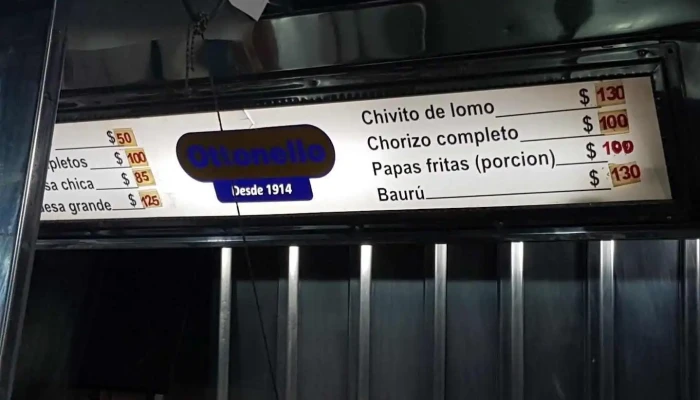 $50
pletos $100
sa chica $85
esa grande $125
Ottonello
Desde 1914
Chivito de lomo $130
Chorizo completo $100
Papas fritas (porcion) $100
Baurú $130